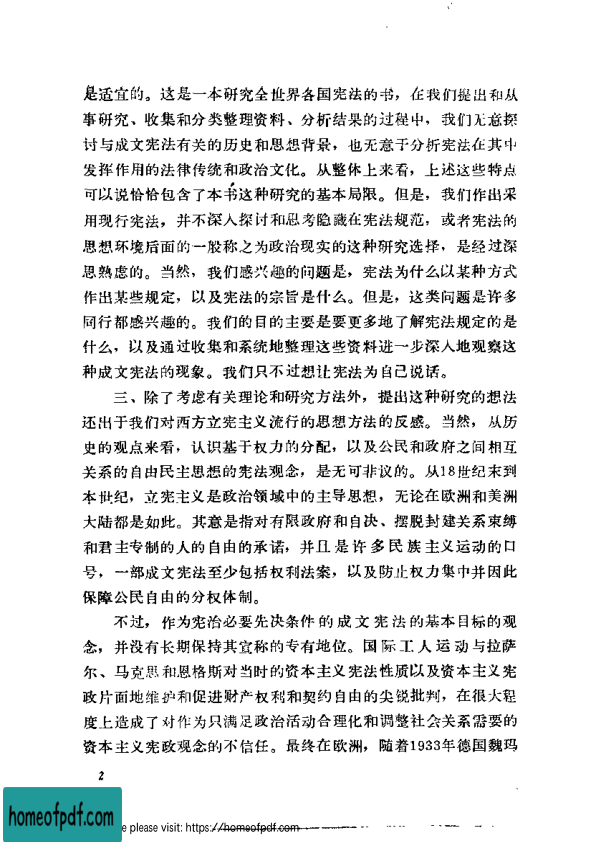 是适宜的。这是一本研究全世界各国宪法的书，在我们提出和从
事研究、收集和分类整理资料、分析结果的过程中，我们无意探
讨与成文宪法有关的历史和思想背景，也无意于分析宪法在其中
发挥作用的法律传统和政治文化。从整体上来看，上述这些特点
可以说恰恰包含了本书这种研究的基本局限。但是，我们作出采
用现行宪法，并不深入探讨和思考隐藏在宪法规范，或者宪法的
思想环境后面的一般称之为政治现实的这种研究选择，是经过深
思熟虑的。当然，我们感兴趣的问题是，宪法为什么以某种方式
作出某些规定，以及宪法的宗旨是什么。但是，这类问题是许多
同行都感兴趣的。我们的目的主要是要更多地了解宪法规定的是
什么，以及通过收集和系统地整理这些资料进一步深入地观察这
种成文宪法的现象。我们只不过想让宪法为自己说话。
三、除了考虑有关理论和研究方法外，提出这种研究的想法
还出于我们对西方立宪主义流行的思想方法的反感。当然，从历
史的观点来看，认识基于权力的分配，以及公民和政府之间相互
关系的自由民主思想的宪法观念，是无可非议的。从18世纪末到
本世纪，立宪主义是政治领域中的主导思想，无论在欧洲和美洲
大陆都是如此。其意是指对有限政府和自决、摆脱封建关系束缚
和君主专制的人的自由的承诺，并且是许多民族主义运动的口
号，一部成文宪法至少包括权利法案，以及防止权力集中并因此
保障公民自由的分权体制。
不过，作为宪治必要先决条件的成文宪法的基本目标的观
念，并没有长期保持其宣称的专有地位。国际工人运动与拉萨
尔、马克思和恩格斯对当时的资本主义宪法性质以及资本主义宪
政片面地维护和促进财产权利和契约自由的尖锐批判，在很大程
度上造成了对作为只满足政治活动合理化和调整社会关系需要的
资本主义宪政观念的不信任。最终在欧洲，随着1933年德国魏玛
2
homeofpdf.com
e please visit: https://homeofpdf.com